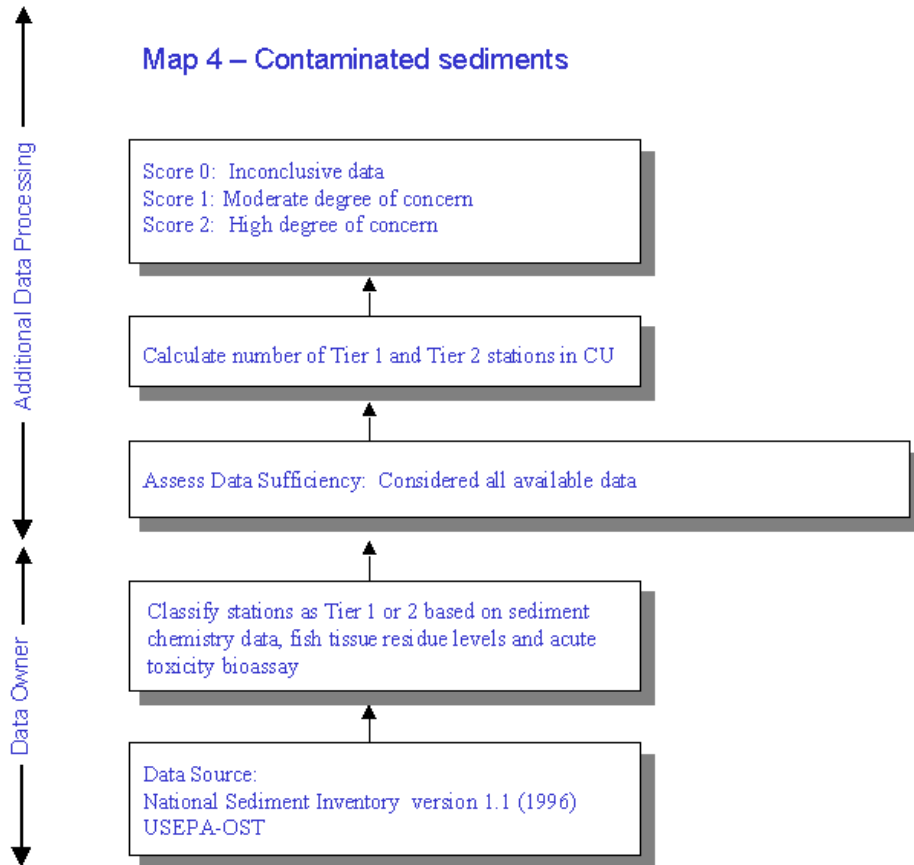 Map 4 – Contaminated sediments
Additional Data Processing
Score 0: Inconclusive data
Score 1: Moderate degree of concern
Score 2: High degree of concern
Calculate number of Tier 1 and Tier 2 stations in CU
Assess Data Sufficiency: Considered all available data
Data Owner
Classify stations as Tier 1 or 2 based on sediment
chemistry data, fish tissue residue levels and acute
toxicity bioassay
Data Source:
National Sediment Inventory version 1.1 (1996)
USEPA-OST